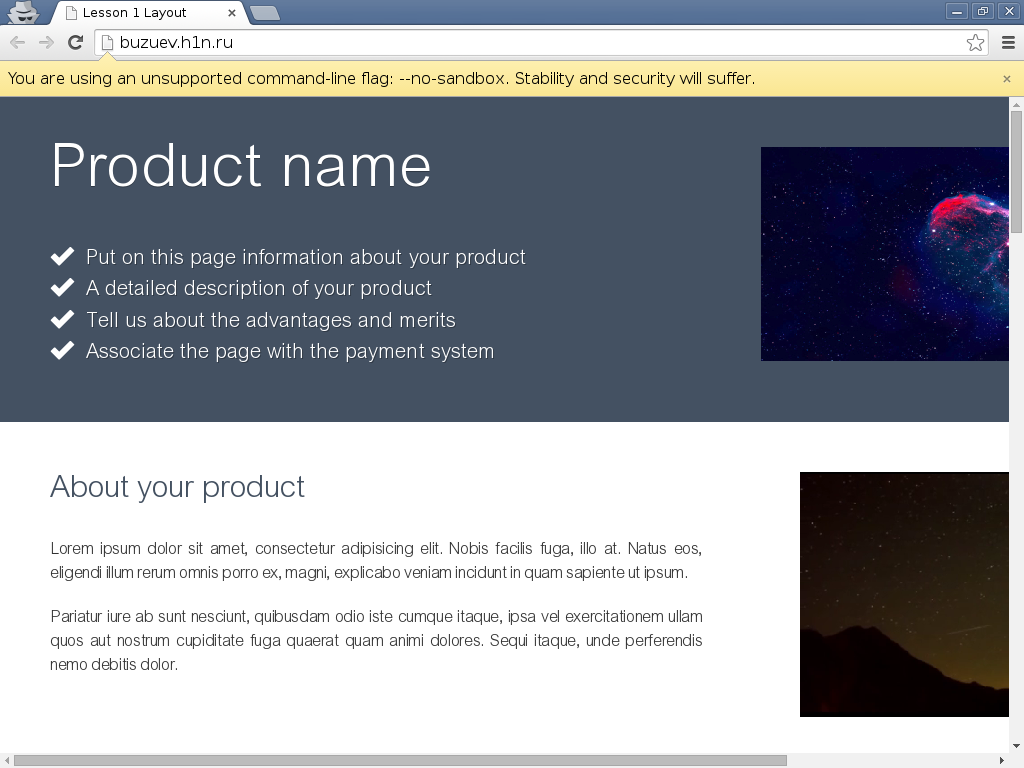 Lesson 1 Layout
buzuev.h1n.ru
You are using an unsupported command-line flag: --no-sandbox. Stability and security will suffer.
Product name
Put on this page information about your product
A detailed description of your product
Tell us about the advantages and merits
Associate the page with the payment system
About your product
Lorem ipsum dolor sit amet, consectetur adipisicing elit. Nobis facilis fuga, illo at. Natus eos,
eligendi illum rerum omnis porro ex, magni, explicabo veniam incidunt in quam sapiente ut ipsum.
Pariatur iure ab sunt nesciunt, quibusdam odio iste cumque itaque, ipsa vel exercitationem ullam
quos aut nostrum cupiditate fuga quaerat quam animi dolores. Sequi itaque, unde perferendis
nemo debitis dolor.